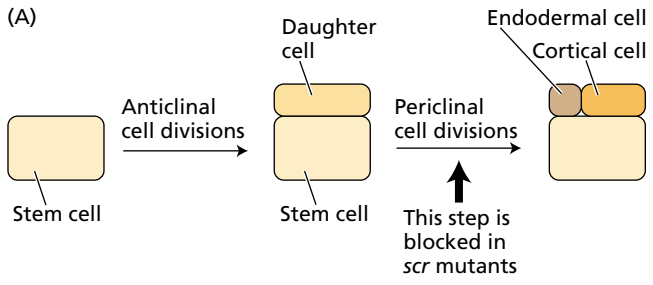 (A)
Daughter
cell
Endodermal cell
Cortical cell
Anticlinal
cell divisions
Periclinal
cell divisions
Stem cell
Stem cell
This step is
blocked in
scr mutants